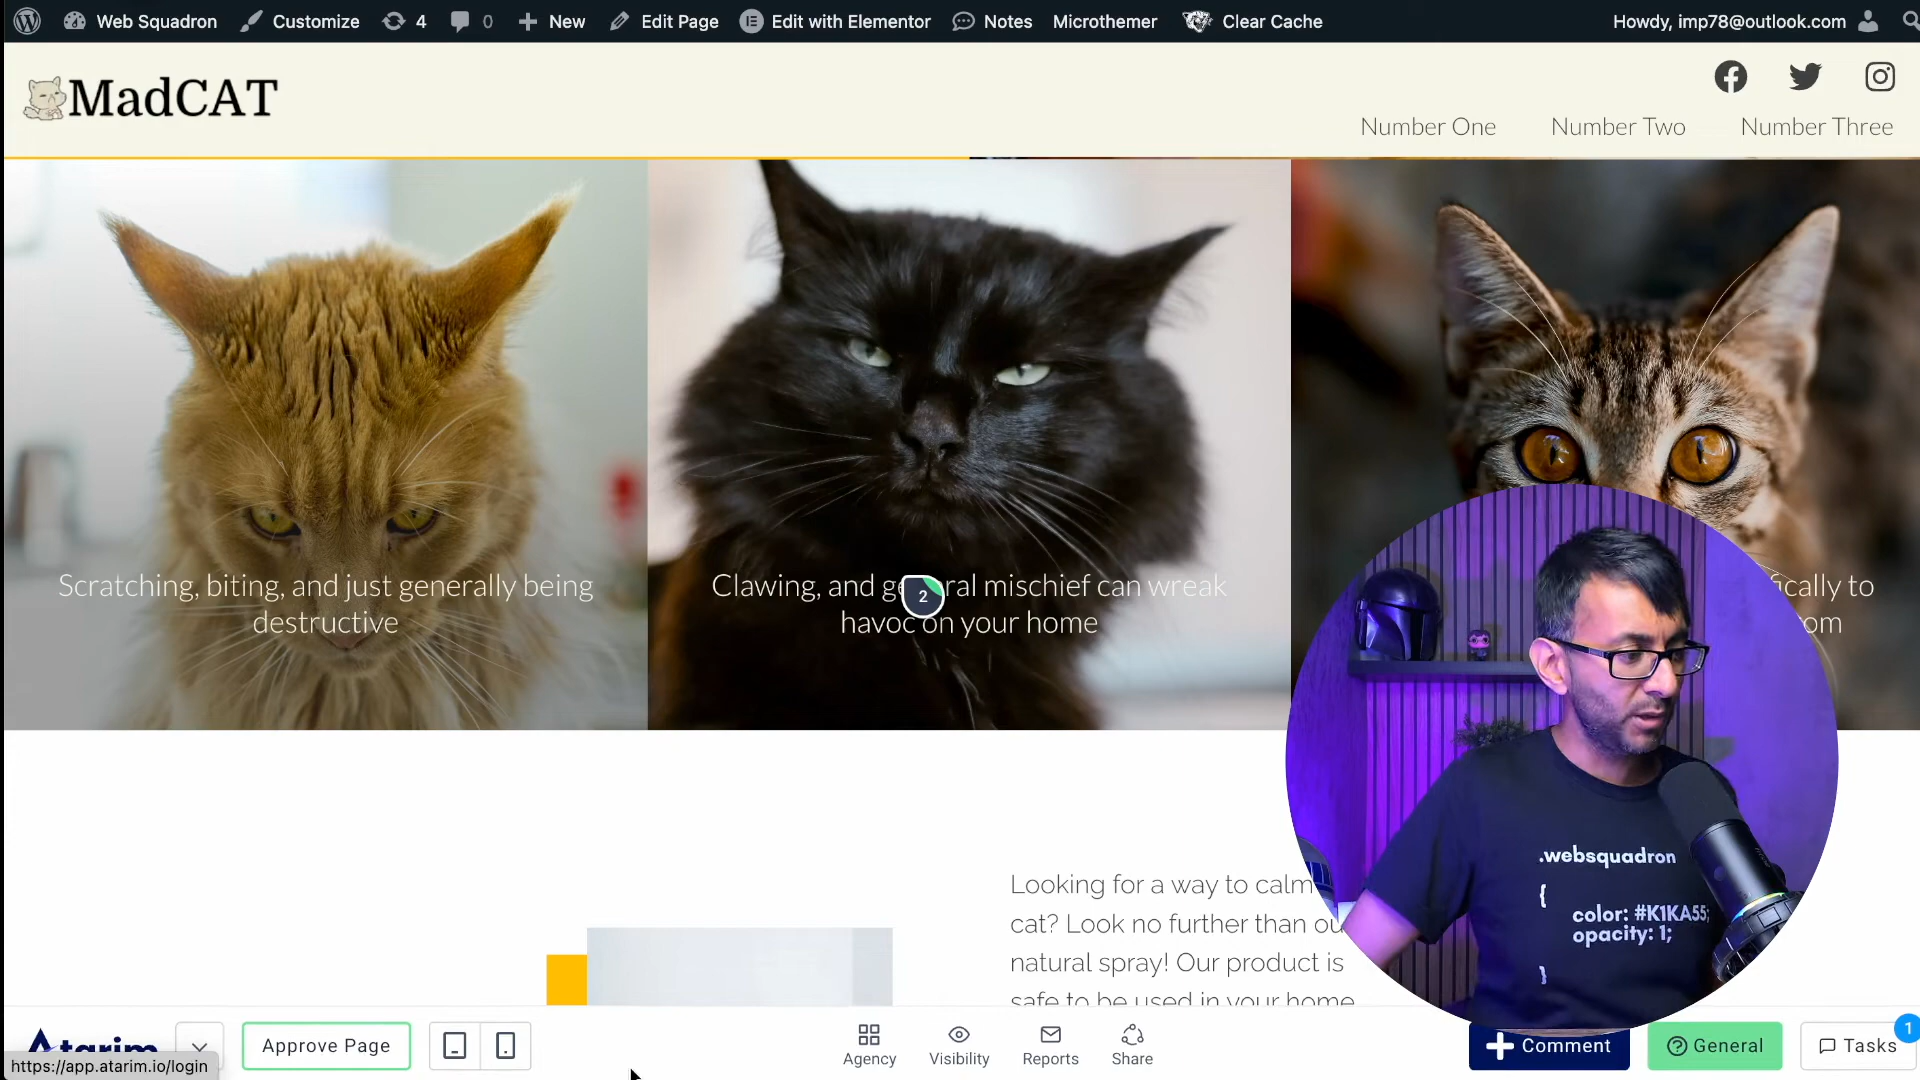 Web Squadron Customize 4 0 New Edit Page Edit with Elementor Notes Microthemer Clear Cache Howdy, imp78@outlook.com
MadCAT
Number One Number Two Number Three
Scratching, biting, and just generally being
destructive
Clawing, and general mischief can wreak
havoc on your home
2
ically to
om
Looking for a way to calm
cat? Look no further than ou
natural spray! Our product is
safe to be used in your home
.websquadron
{
color: #K1KA55;
opacity: 1;
}
Atarim
Approve Page
Agency Visibility Reports Share
Comment General Tasks 1
https://app.atarim.io/login